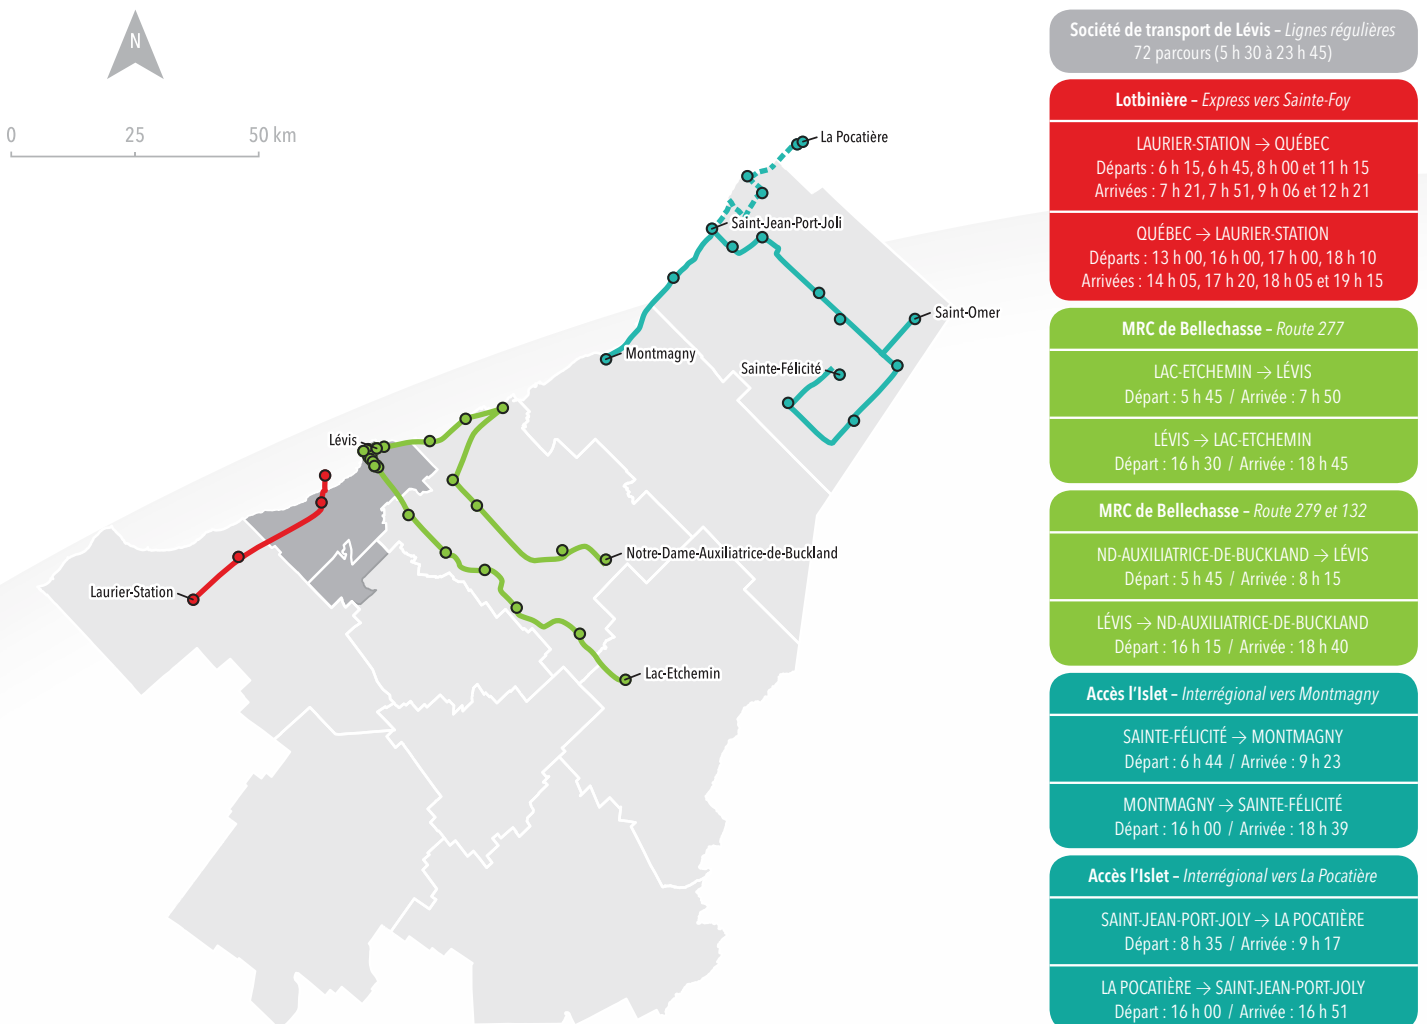 N
0 25 50 km
La Pocatière
Saint-Jean-Port-Joli
Saint-Omer
Montmagny
Sainte-Félicité
Lévis
Notre-Dame-Auxiliatrice-de-Buckland
Laurier-Station
Lac-Etchemin
Société de transport de Lévis – Lignes régulières
72 parcours (5 h 30 à 23 h 45)
Lotbinière – Express vers Sainte-Foy
LAURIER-STATION → QUÉBEC
Départs : 6 h 15, 6 h 45, 8 h 00 et 11 h 15
Arrivées : 7 h 21, 7 h 51, 9 h 06 et 12 h 21
QUÉBEC → LAURIER-STATION
Départs : 13 h 00, 16 h 00, 17 h 00, 18 h 10
Arrivées : 14 h 05, 17 h 20, 18 h 05 et 19 h 15
MRC de Bellechasse – Route 277
LAC-ETCHEMIN → LÉVIS
Départ : 5 h 45 / Arrivée : 7 h 50
LÉVIS → LAC-ETCHEMIN
Départ : 16 h 30 / Arrivée : 18 h 45
MRC de Bellechasse – Route 279 et 132
ND-AUXILIATRICE-DE-BUCKLAND → LÉVIS
Départ : 5 h 45 / Arrivée : 8 h 15
LÉVIS → ND-AUXILIATRICE-DE-BUCKLAND
Départ : 16 h 15 / Arrivée : 18 h 40
Accès l'Islet – Interrégional vers Montmagny
SAINTE-FÉLICITÉ → MONTMAGNY
Départ : 6 h 44 / Arrivée : 9 h 23
MONTMAGNY → SAINTE-FÉLICITÉ
Départ : 16 h 00 / Arrivée : 18 h 39
Accès l'Islet – Interrégional vers La Pocatière
SAINT-JEAN-PORT-JOLY → LA POCATIÈRE
Départ : 8 h 35 / Arrivée : 9 h 17
LA POCATIÈRE → SAINT-JEAN-PORT-JOLY
Départ : 16 h 00 / Arrivée : 16 h 51